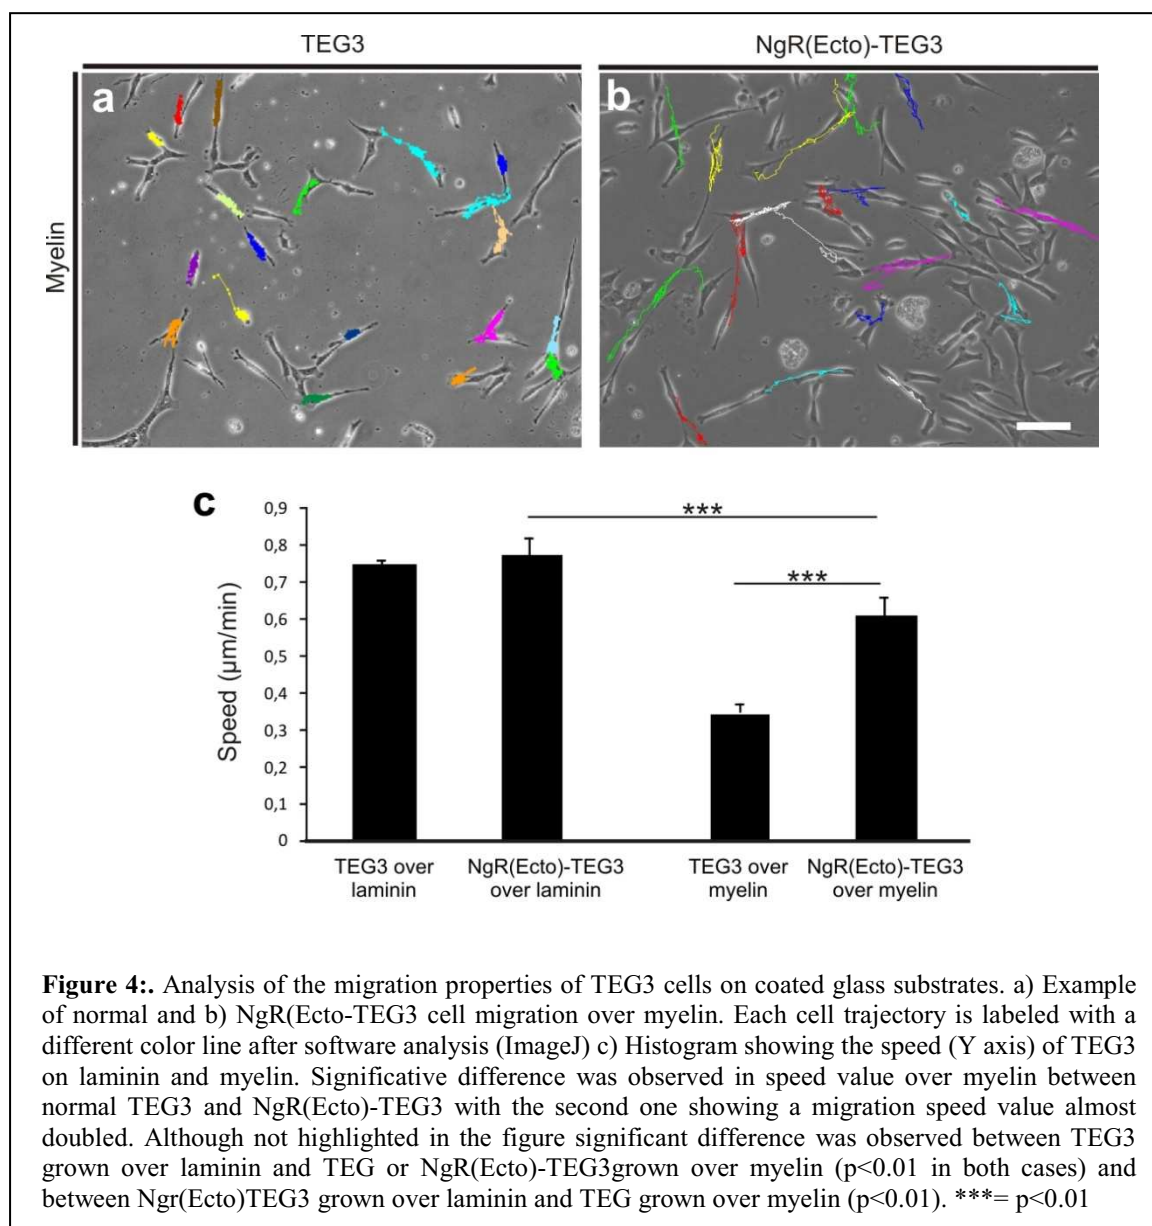 TEG3
NgR(Ecto)-TEG3
Myelin
a
b
c
0,9
0,8
0,7
0,6
0,5
0,4
0,3
0,2
0,1
0
Speed (µm/min)
***
***
TEG3 over
laminin
NgR(Ecto)-TEG3
over laminin
TEG3 over
myelin
NgR(Ecto)-TEG3
over myelin
Figure 4:. Analysis of the migration properties of TEG3 cells on coated glass substrates. a) Example
of normal and b) NgR(Ecto-TEG3 cell migration over myelin. Each cell trajectory is labeled with a
different color line after software analysis (ImageJ) c) Histogram showing the speed (Y axis) of TEG3
on laminin and myelin. Significative difference was observed in speed value over myelin between
normal TEG3 and NgR(Ecto)-TEG3 with the second one showing a migration speed value almost
doubled. Although not highlighted in the figure significant difference was observed between TEG3
grown over laminin and TEG or NgR(Ecto)-TEG3grown over myelin (p<0.01 in both cases) and
between Ngr(Ecto)TEG3 grown over laminin and TEG grown over myelin (p<0.01). ***= p<0.01